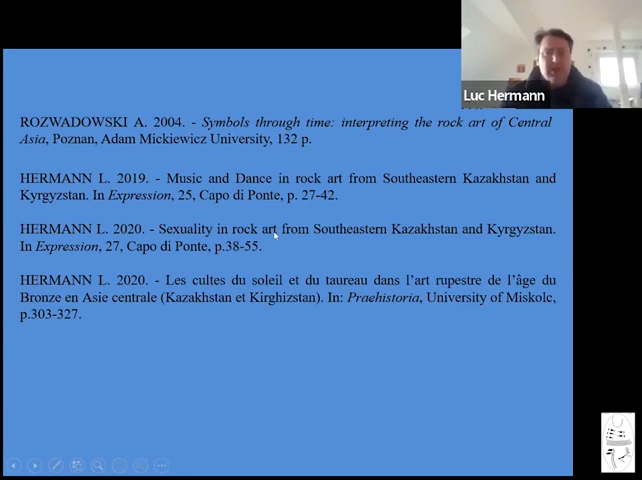 Luc Hermann
ROZWADOWSKI A. 2004. - Symbols through time: interpreting the rock art of Central
Asia, Poznan, Adam Mickiewicz University, 132 p.
HERMANN L. 2019. - Music and Dance in rock art from Southeastern Kazakhstan and
Kyrgyzstan. In Expression, 25, Capo di Ponte, p. 27-42.
HERMANN L. 2020. - Sexuality in rock art from Southeastern Kazakhstan and Kyrgyzstan.
In Expression, 27, Capo di Ponte, p.38-55.
HERMANN L. 2020. - Les cultes du soleil et du taureau dans l’art rupestre de l’âge du
Bronze en Asie centrale (Kazakhstan et Kirghizstan). In: Praehistoria, University of Miskolc,
p.303-327.